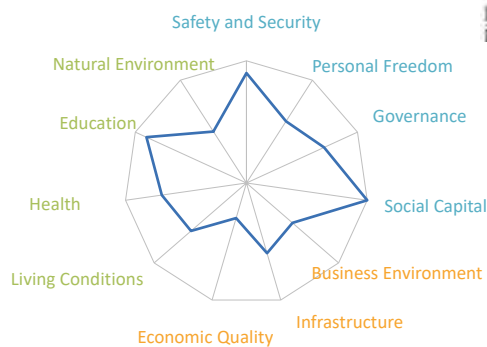 Safety and Security
Natural Environment
Personal Freedom
Education
Governance
Health
Social Capital
Living Conditions
Business Environment
Economic Quality
Infrastructure